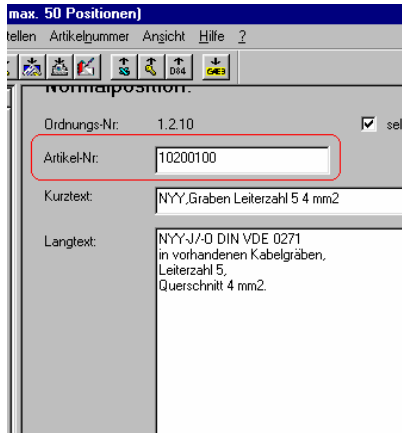 max. 50 Positionen)
tellen Artikelnummer Ansicht Hilfe ?
D84 GAEB
Normalposition:
Ordnungs-Nr: 1.2.10 sel
Artikel-Nr: 10200100
Kurztext: NYY,Graben Leiterzahl 5 4 mm2
Langtext: NYY-J/-O DIN VDE 0271
in vorhandenen Kabelgräben,
Leiterzahl 5,
Querschnitt 4 mm2.